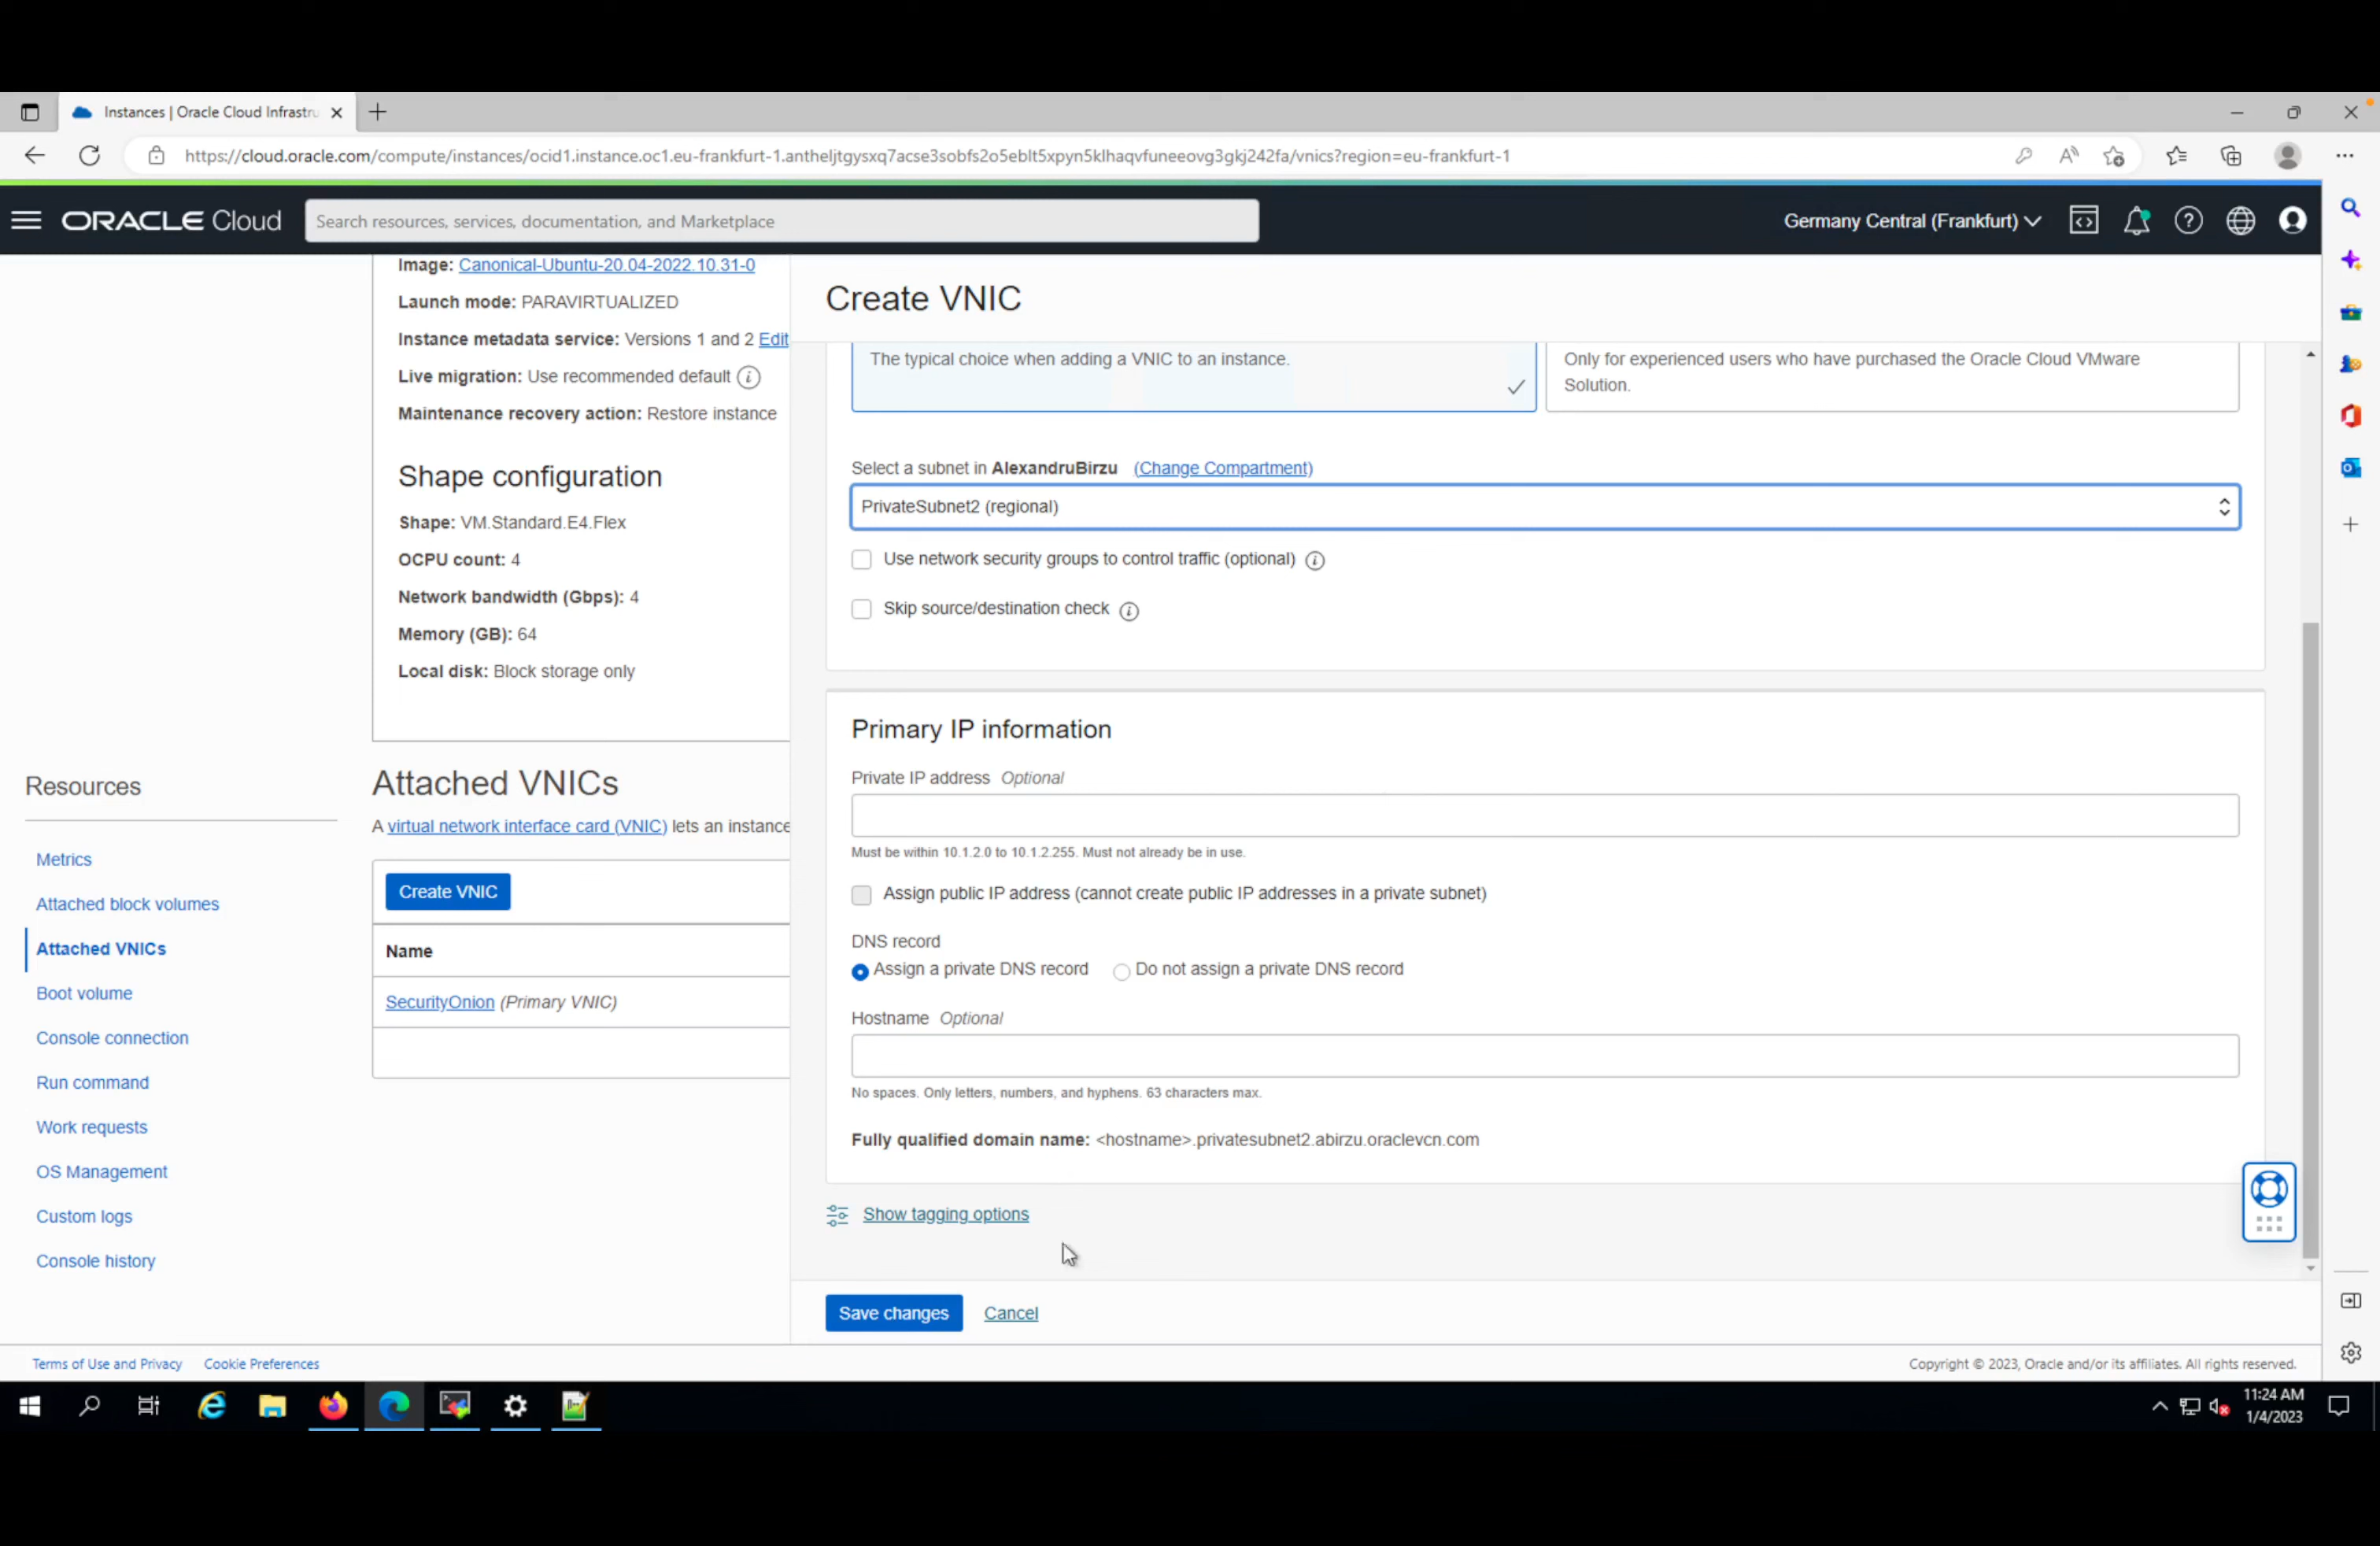 Instances | Oracle Cloud Infrastru
https://cloud.oracle.com/compute/instances/ocid1.instance.oc1.eu-frankfurt-1.antheljtgysxq7acse3sobfs2o5eblt5xpyn5klhaqvfuneeovg3gkj242fa/vnics?region=eu-frankfurt-1
ORACLE Cloud
Search resources, services, documentation, and Marketplace
Germany Central (Frankfurt)
Image: Canonical-Ubuntu-20.04-2022.10.31-0
Launch mode: PARAVIRTUALIZED
Instance metadata service: Versions 1 and 2 Edit
Live migration: Use recommended default
Maintenance recovery action: Restore instance
Shape configuration
Shape: VM.Standard.E4.Flex
OCPU count: 4
Network bandwidth (Gbps): 4
Memory (GB): 64
Local disk: Block storage only
Resources
Metrics
Attached block volumes
Attached VNICs
Boot volume
Console connection
Run command
Work requests
OS Management
Custom logs
Console history
Attached VNICs
A virtual network interface card (VNIC) lets an instance
Create VNIC
Name
SecurityOnion (Primary VNIC)
Create VNIC
The typical choice when adding a VNIC to an instance.
Only for experienced users who have purchased the Oracle Cloud VMware
Solution.
Select a subnet in AlexandruBirzu (Change Compartment)
PrivateSubnet2 (regional)
Use network security groups to control traffic (optional)
Skip source/destination check
Primary IP information
Private IP address Optional
Must be within 10.1.2.0 to 10.1.2.255. Must not already be in use.
Assign public IP address (cannot create public IP addresses in a private subnet)
DNS record
Assign a private DNS record
Do not assign a private DNS record
Hostname Optional
No spaces. Only letters, numbers, and hyphens. 63 characters max.
Fully qualified domain name: <hostname>.privatesubnet2.abirzu.oraclevcn.com
Show tagging options
Save changes
Cancel
Terms of Use and Privacy
Cookie Preferences
Copyright © 2023, Oracle and/or its affiliates. All rights reserved.
11:24 AM
1/4/2023